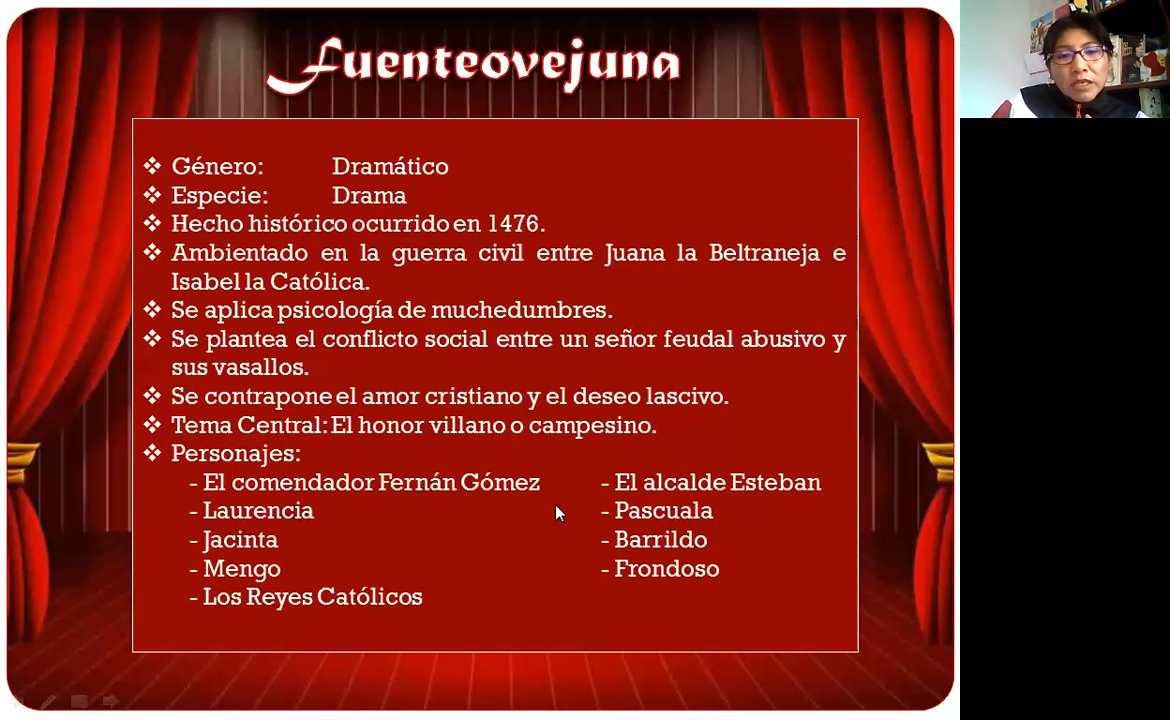 Fuenteovejuna
❖ Género: Dramático
❖ Especie: Drama
❖ Hecho histórico ocurrido en 1476.
❖ Ambientado en la guerra civil entre Juana la Beltraneja e
Isabel la Católica.
❖ Se aplica psicología de muchedumbres.
❖ Se plantea el conflicto social entre un señor feudal abusivo y
sus vasallos.
❖ Se contrapone el amor cristiano y el deseo lascivo.
❖ Tema Central: El honor villano o campesino.
❖ Personajes:
- El comendador Fernán Gómez - El alcalde Esteban
- Laurencia - Pascuala
- Jacinta - Barrildo
- Mengo - Frondoso
- Los Reyes Católicos